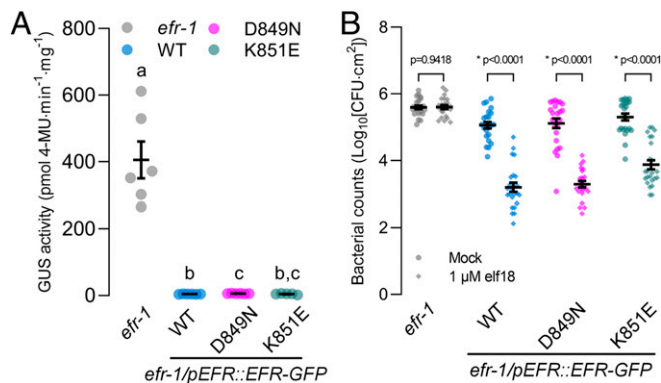 A
efr-1
D849N
WT
K851E
GUS activity (pmol 4-MU·min⁻¹·mg⁻¹)
800
600
400
200
0
a
b
c
b,c
efr-1
WT
D849N
K851E
efr-1/pEFR::EFR-GFP
B
Bacterial counts (Log₁₀[CFU·cm²])
8
6
4
2
0
p=0.9418
* p<0.0001
* p<0.0001
* p<0.0001
Mock
1 µM elf18
efr-1
WT
D849N
K851E
efr-1/pEFR::EFR-GFP